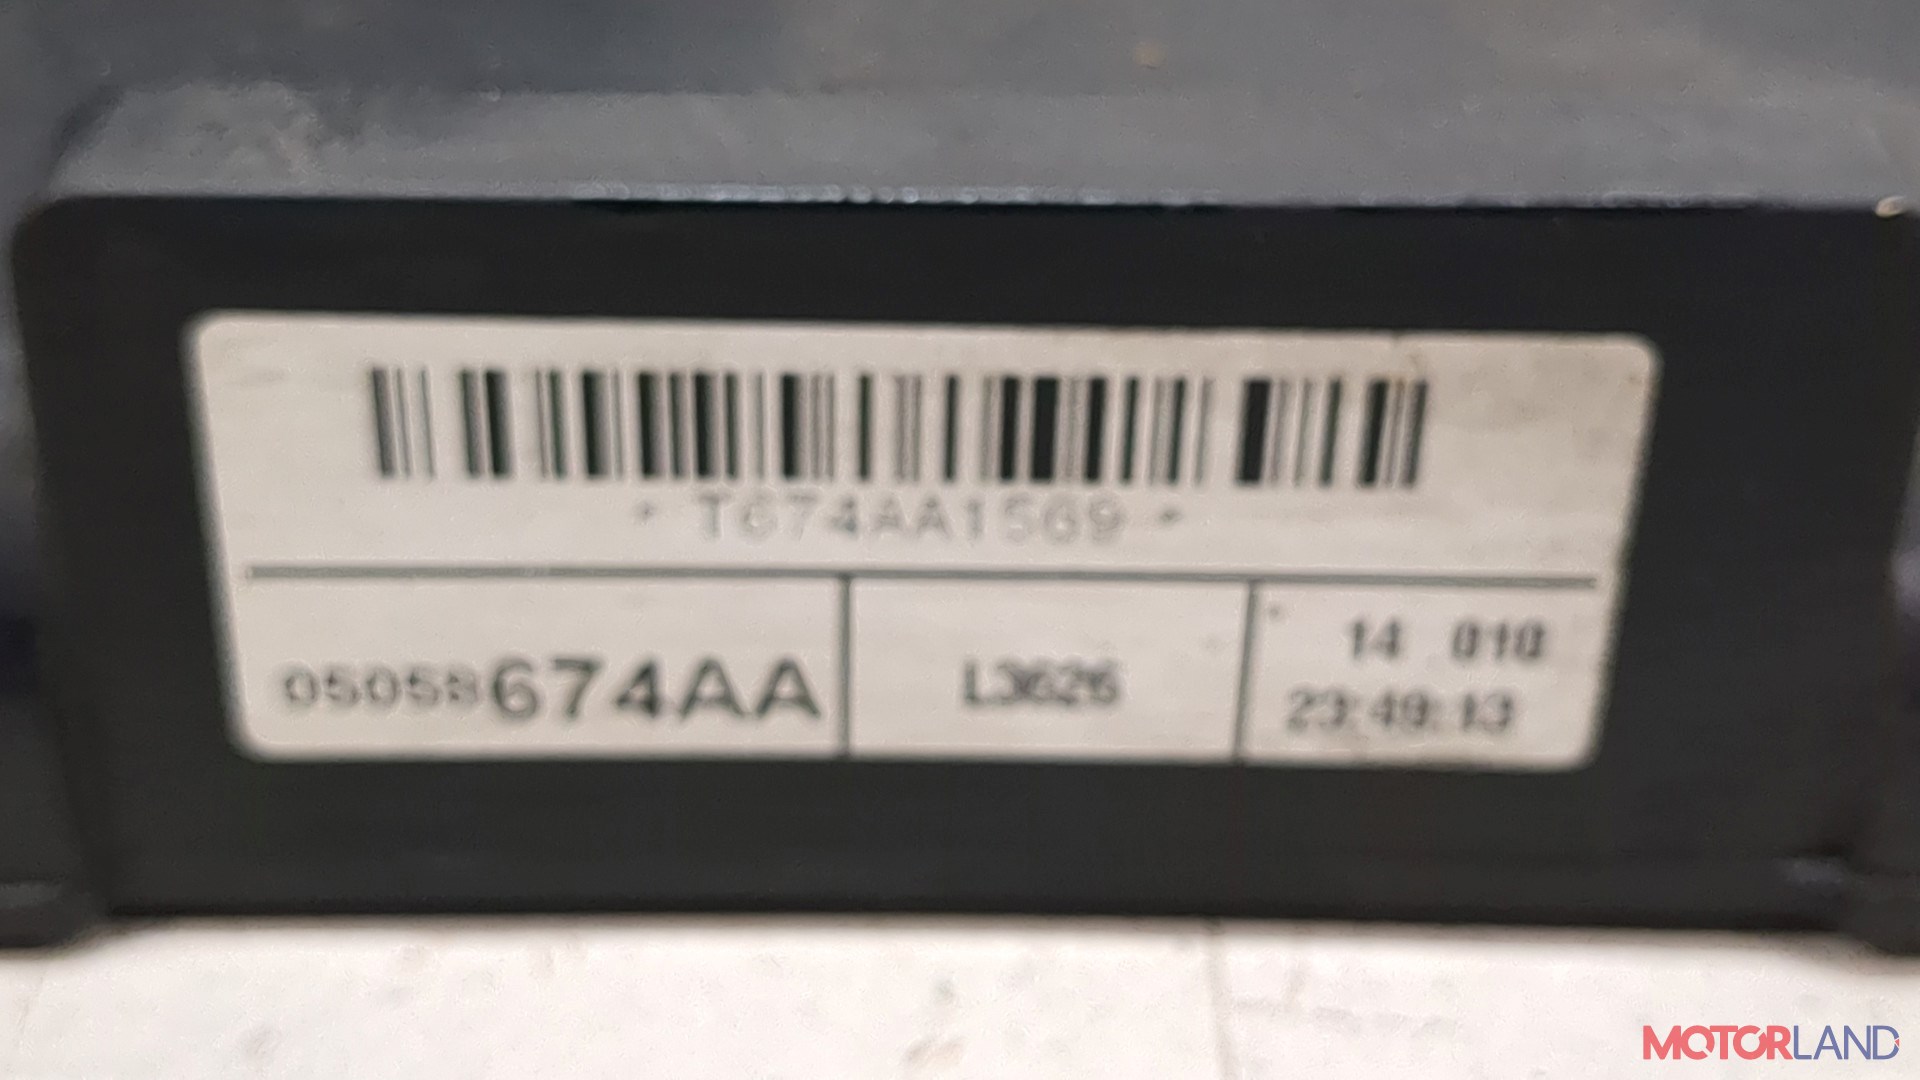 * T674AA1569 *
05058674AA
L3626
14 010
23:49:13
MOTORLAND